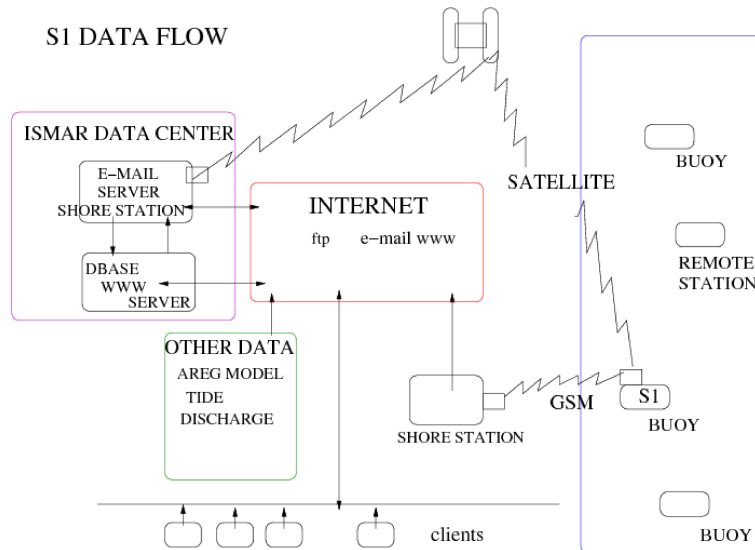 S1 DATA FLOW
ISMAR DATA CENTER
E-MAIL
SERVER
SHORE STATION
DBASE
WWW
SERVER
INTERNET
ftp e-mail www
SATELLITE
BUOY
REMOTE
STATION
OTHER DATA
AREG MODEL
TIDE
DISCHARGE
SHORE STATION
GSM
S1
BUOY
BUOY
clients